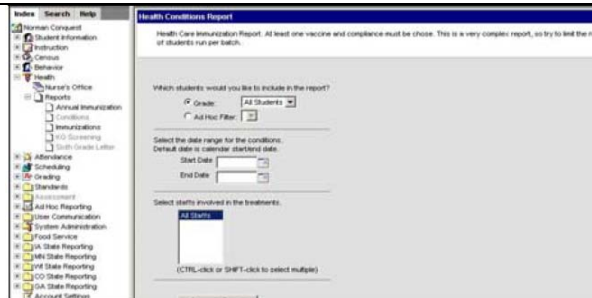 Index Search Help
Norman Conquest
Student Information
Instruction
Census
Behavior
Health
Nurse's Office
Reports
Annual Immunization
Conditions
Immunizations
KG Screening
Sixth Grade Letter
Attendance
Scheduling
Grading
Standards
Assessment
Ad Hoc Reporting
User Communication
System Administration
Food Service
IA State Reporting
MN State Reporting
WI State Reporting
CO State Reporting
GA State Reporting
Account Settings
Health Conditions Report
Health Care Immunization Report. At least one vaccine and compliance must be chose. This is a very complex report, so try to limit the
of students run per batch.
Which students would you like to include in the report?
Grade: All Students
Ad Hoc Filter:
Select the date range for the conditions.
Default date is calendar start/end date.
Start Date
End Date
Select staffs involved in the treatments.
All Staffs
(CTRL-click or SHIFT-click to select multiple)